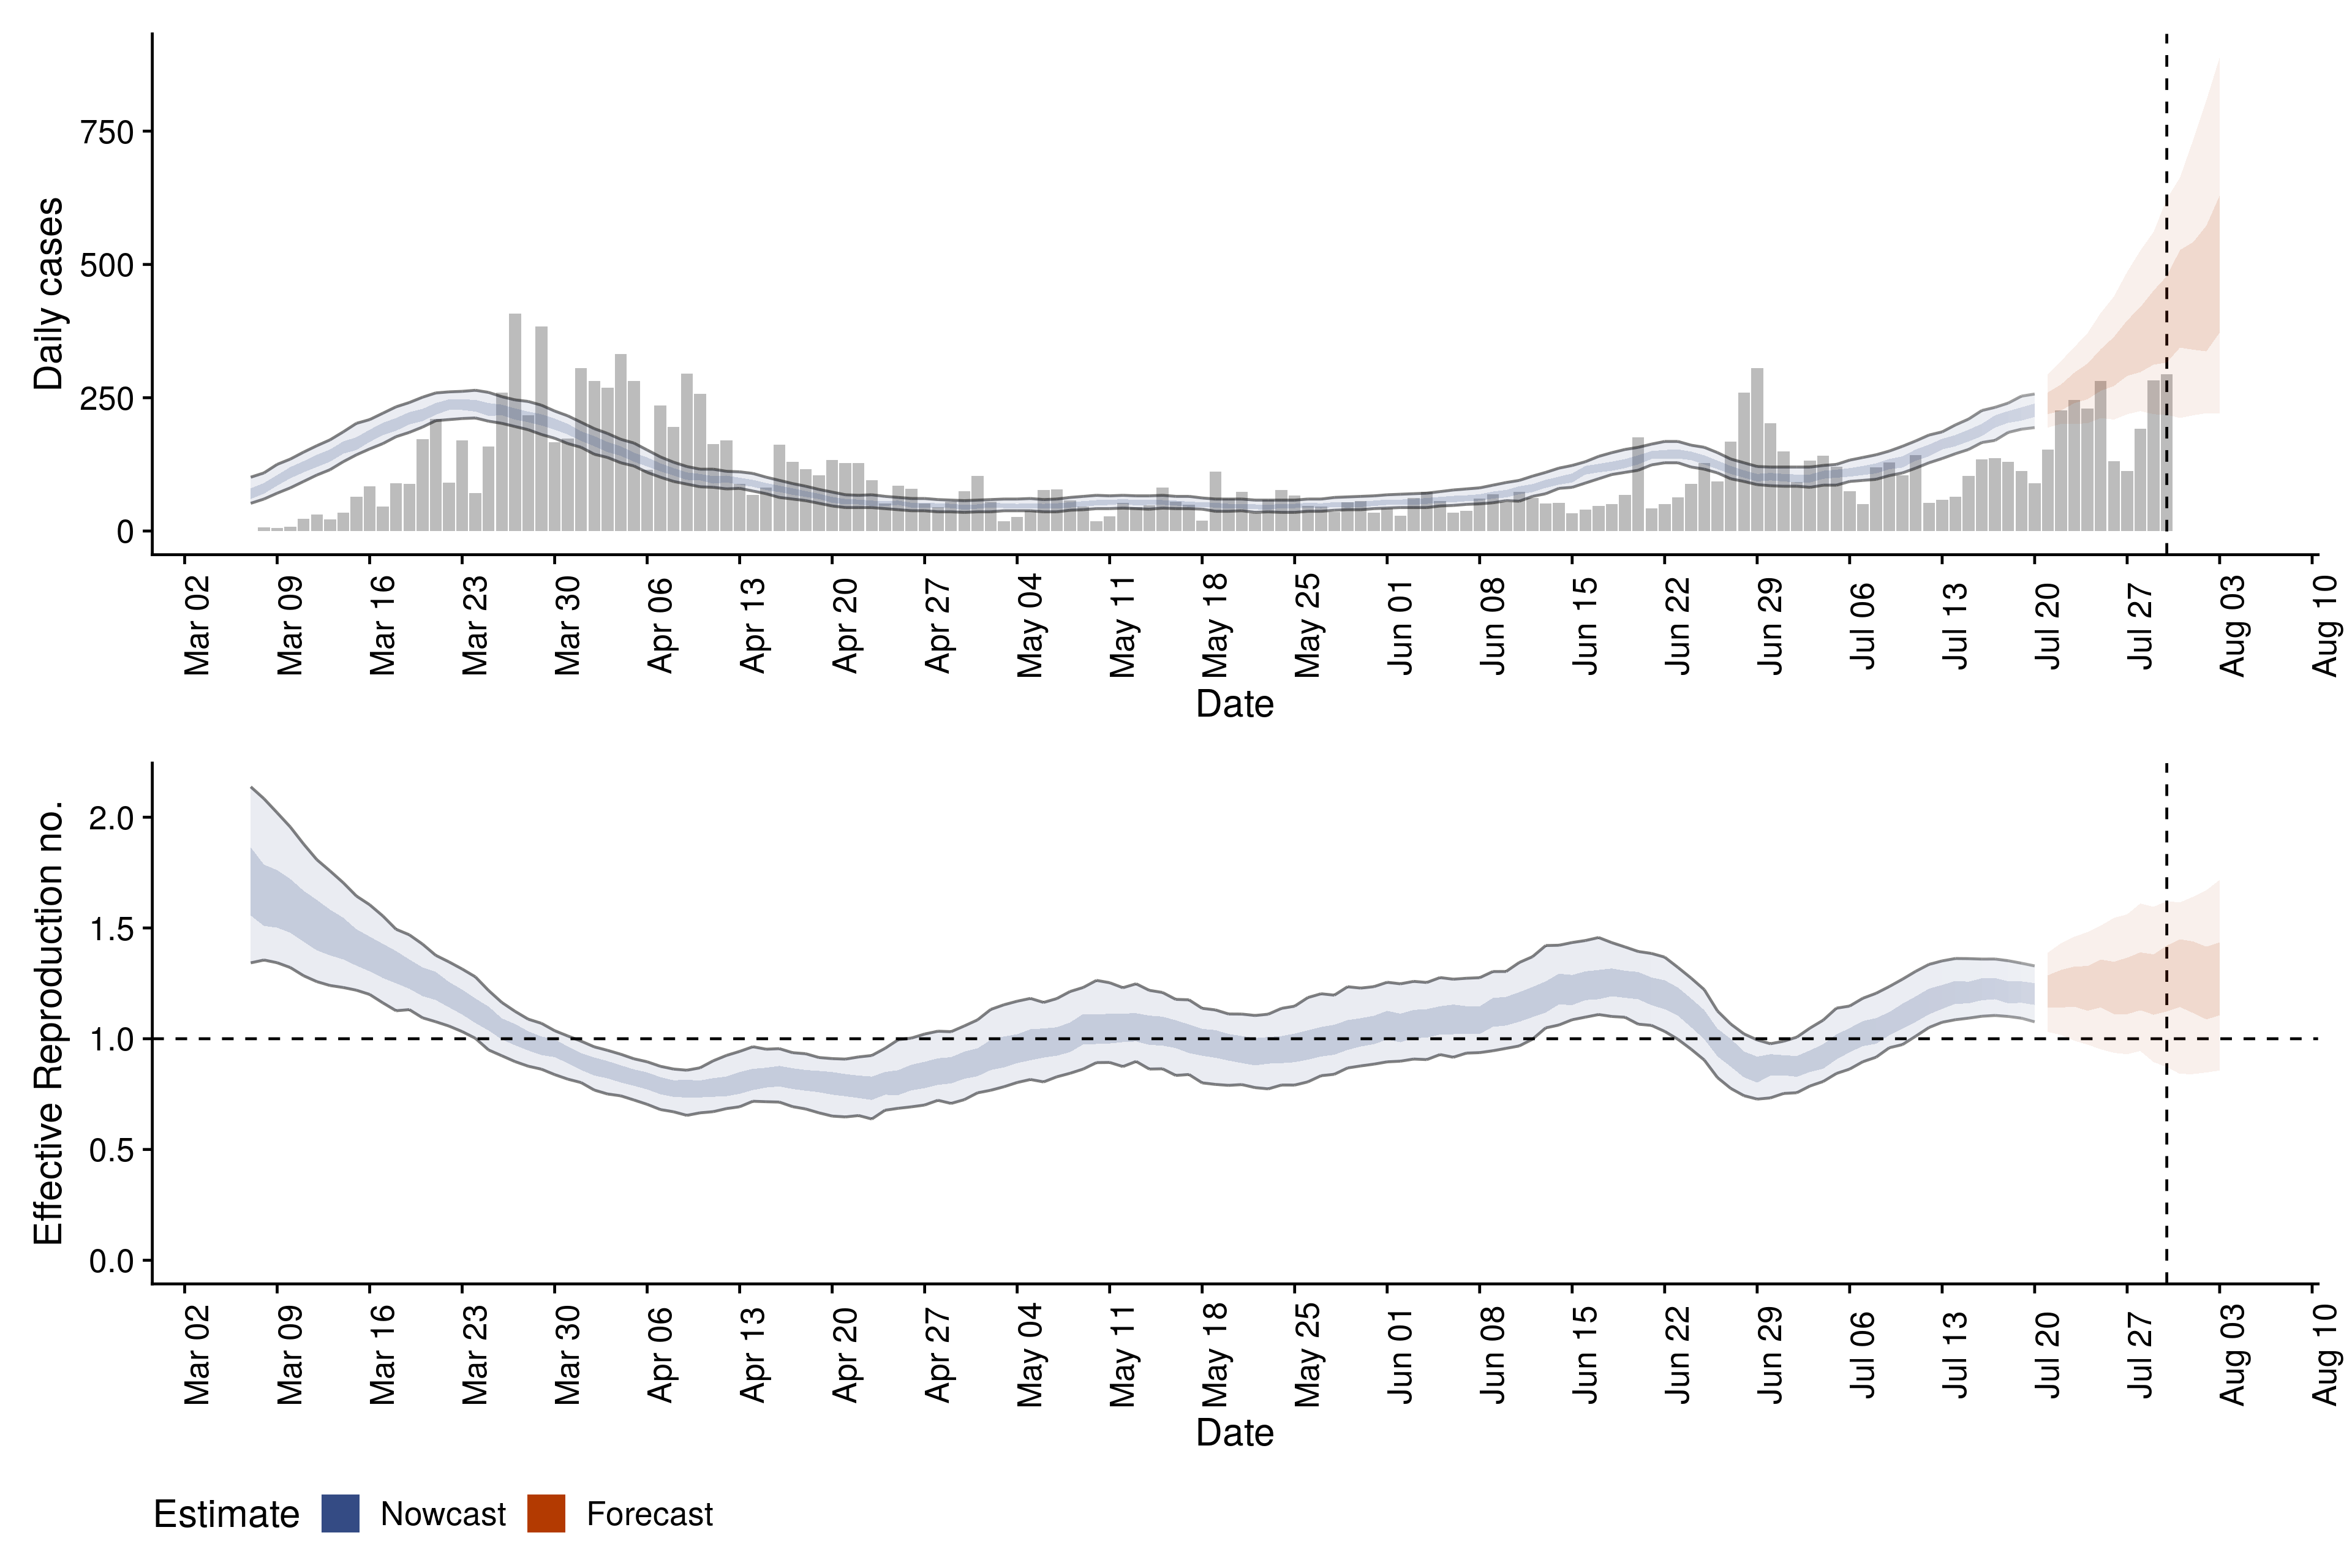 Daily cases
750
500
250
0
Mar 02
Mar 09
Mar 16
Mar 23
Mar 30
Apr 06
Apr 13
Apr 20
Apr 27
May 04
May 11
May 18
May 25
Jun 01
Jun 08
Jun 15
Jun 22
Jun 29
Jul 06
Jul 13
Jul 20
Jul 27
Aug 03
Aug 10
Date
Effective Reproduction no.
2.0
1.5
1.0
0.5
0.0
Mar 02
Mar 09
Mar 16
Mar 23
Mar 30
Apr 06
Apr 13
Apr 20
Apr 27
May 04
May 11
May 18
May 25
Jun 01
Jun 08
Jun 15
Jun 22
Jun 29
Jul 06
Jul 13
Jul 20
Jul 27
Aug 03
Aug 10
Date
Estimate Nowcast Forecast